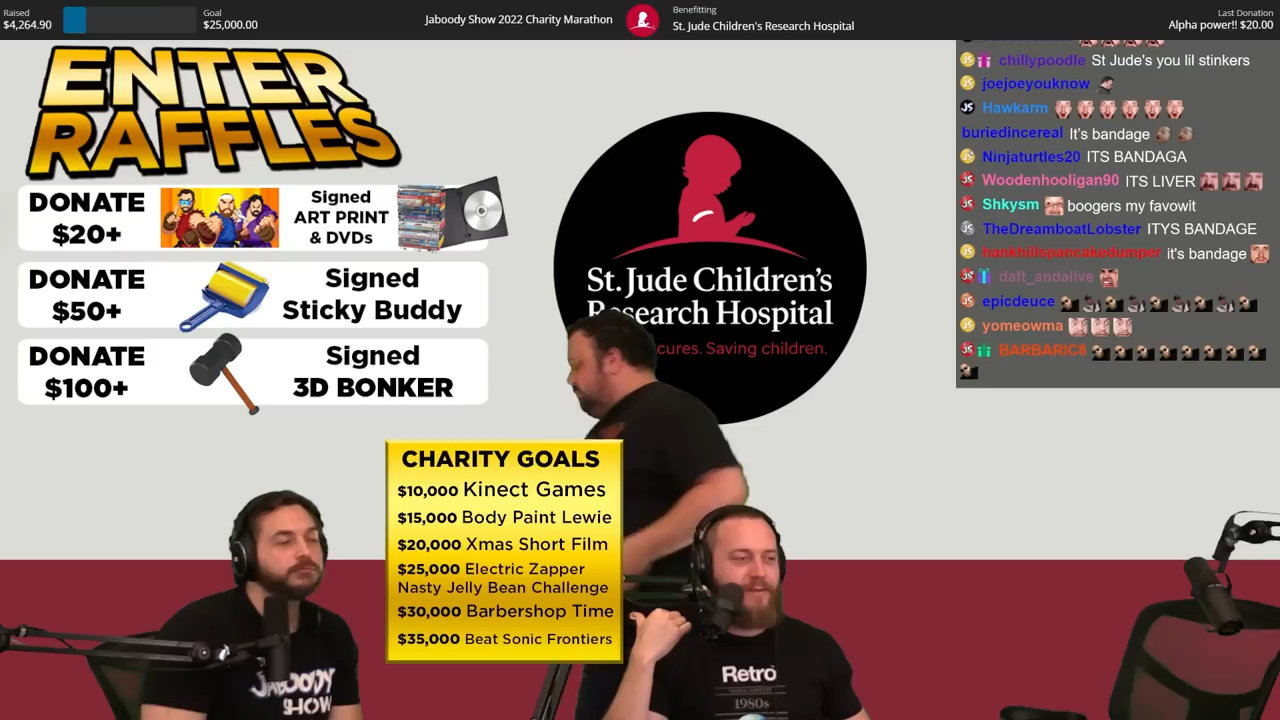 Raised
$4,264.90
Goal
$25,000.00
Jaboody Show 2022 Charity Marathon
Benefitting
St. Jude Children's Research Hospital
Last Donation
Alpha power!! $20.00
ENTER
RAFFLES
DONATE
$20+
Signed
ART PRINT
& DVDs
DONATE
$50+
Signed
Sticky Buddy
DONATE
$100+
Signed
3D BONKER
St. Jude Children's
Research Hospital
cures. Saving children.
chillypoodle St Jude's you lil stinkers
joejoeyouknow
Hawkarm
buriedincereal It's bandage
Ninjaturtles20 ITS BANDAGA
Woodenhooligan90 ITS LIVER
Shkysm boogers my favowit
TheDreamboatLobster ITYS BANDAGE
hankhillspancakedumper it's bandage
daft_andalive
epicdeuce
yomeowma
BARBARIC8
CHARITY GOALS
$10,000 Kinect Games
$15,000 Body Paint Lewie
$20,000 Xmas Short Film
$25,000 Electric Zapper
Nasty Jelly Bean Challenge
$30,000 Barbershop Time
$35,000 Beat Sonic Frontiers
JABOODY
SHOW
Retro
1980s